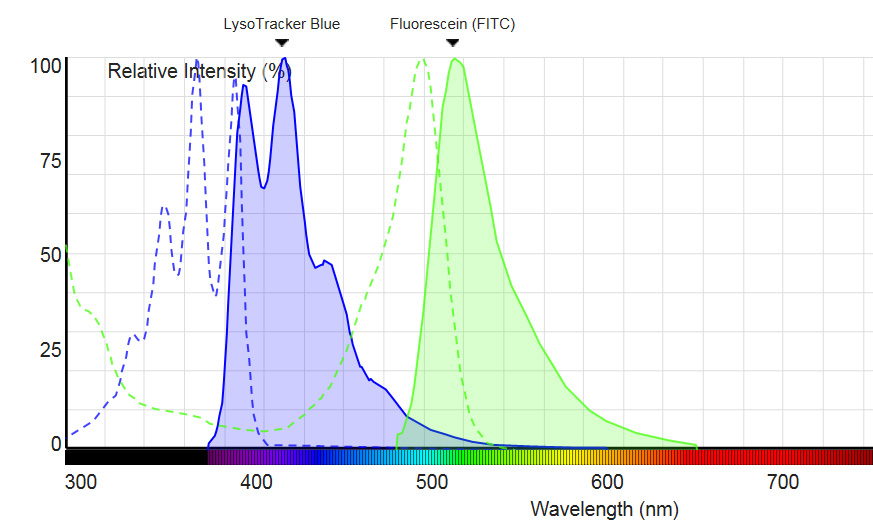 LysoTracker Blue Fluorescein (FITC)
Relative Intensity (%)
100
75
50
25
0
300 400 500 600 700
Wavelength (nm)